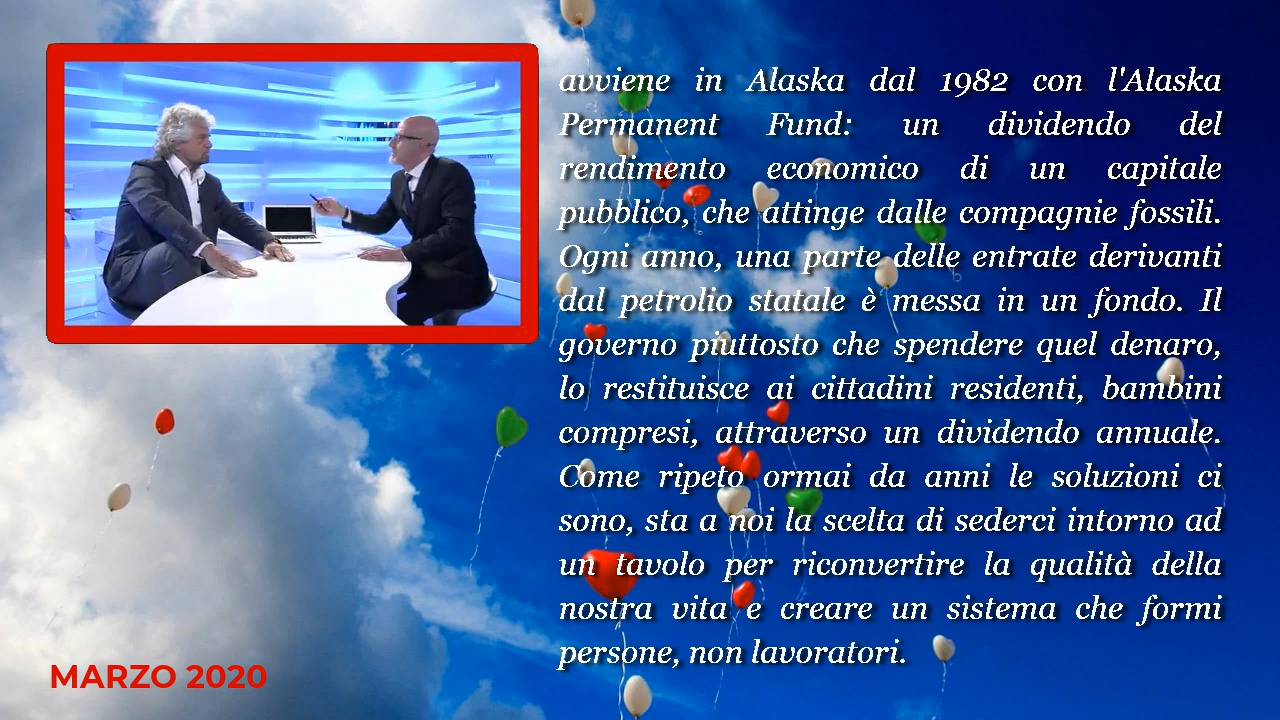 avviene in Alaska dal 1982 con l'Alaska
Permanent Fund: un dividendo del
rendimento economico di un capitale
pubblico, che attinge dalle compagnie fossili.
Ogni anno, una parte delle entrate derivanti
dal petrolio statale è messa in un fondo. Il
governo piuttosto che spendere quel denaro,
lo restituisce ai cittadini residenti, bambini
compresi, attraverso un dividendo annuale.
Come ripeto ormai da anni le soluzioni ci
sono, sta a noi la scelta di sederci intorno ad
un tavolo per riconvertire la qualità della
nostra vita e creare un sistema che formi
persone, non lavoratori.
MARZO 2020